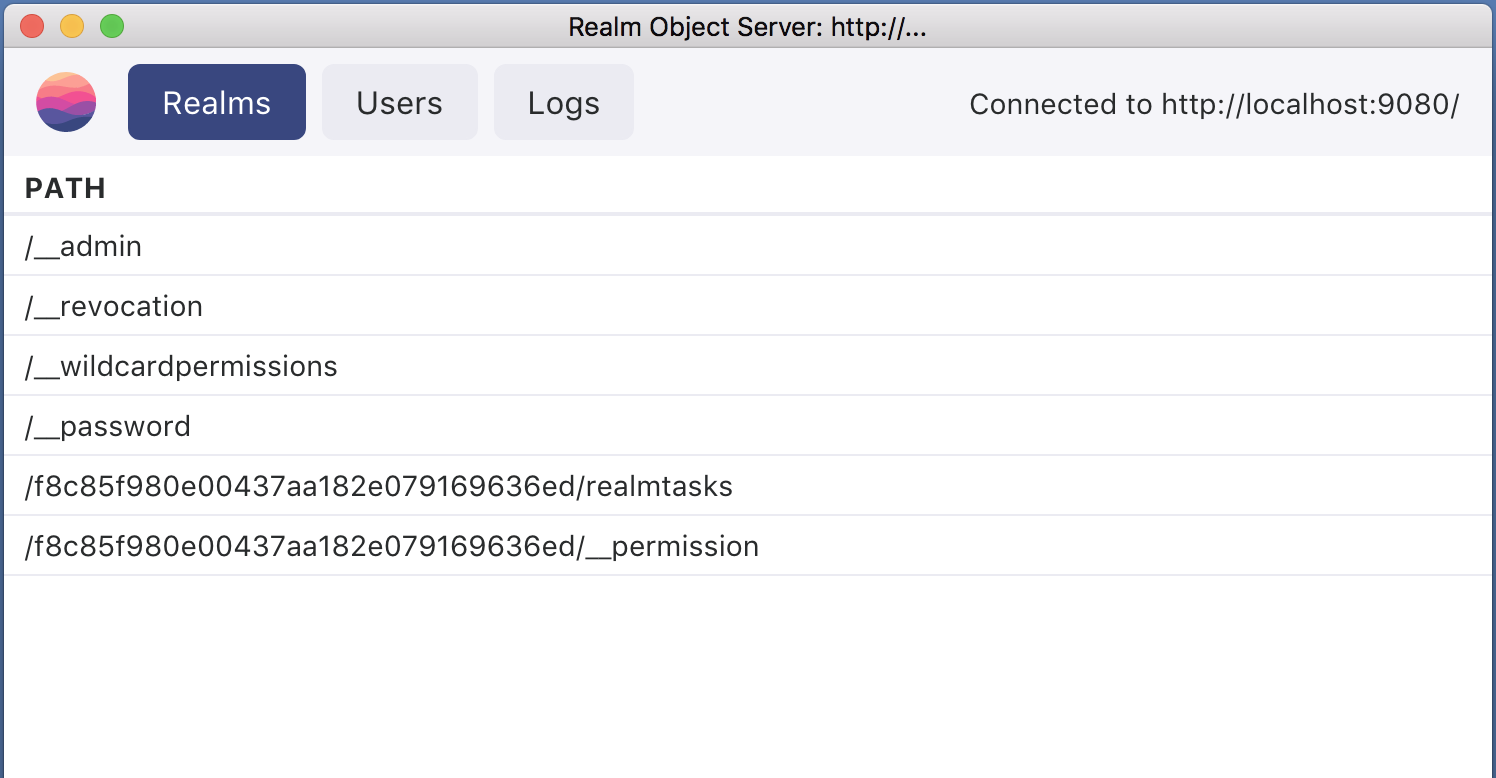 Realm Object Server: http://...
Realms Users Logs Connected to http://localhost:9080/
PATH
/__admin
/__revocation
/__wildcardpermissions
/__password
/f8c85f980e00437aa182e079169636ed/realmtasks
/f8c85f980e00437aa182e079169636ed/__permission